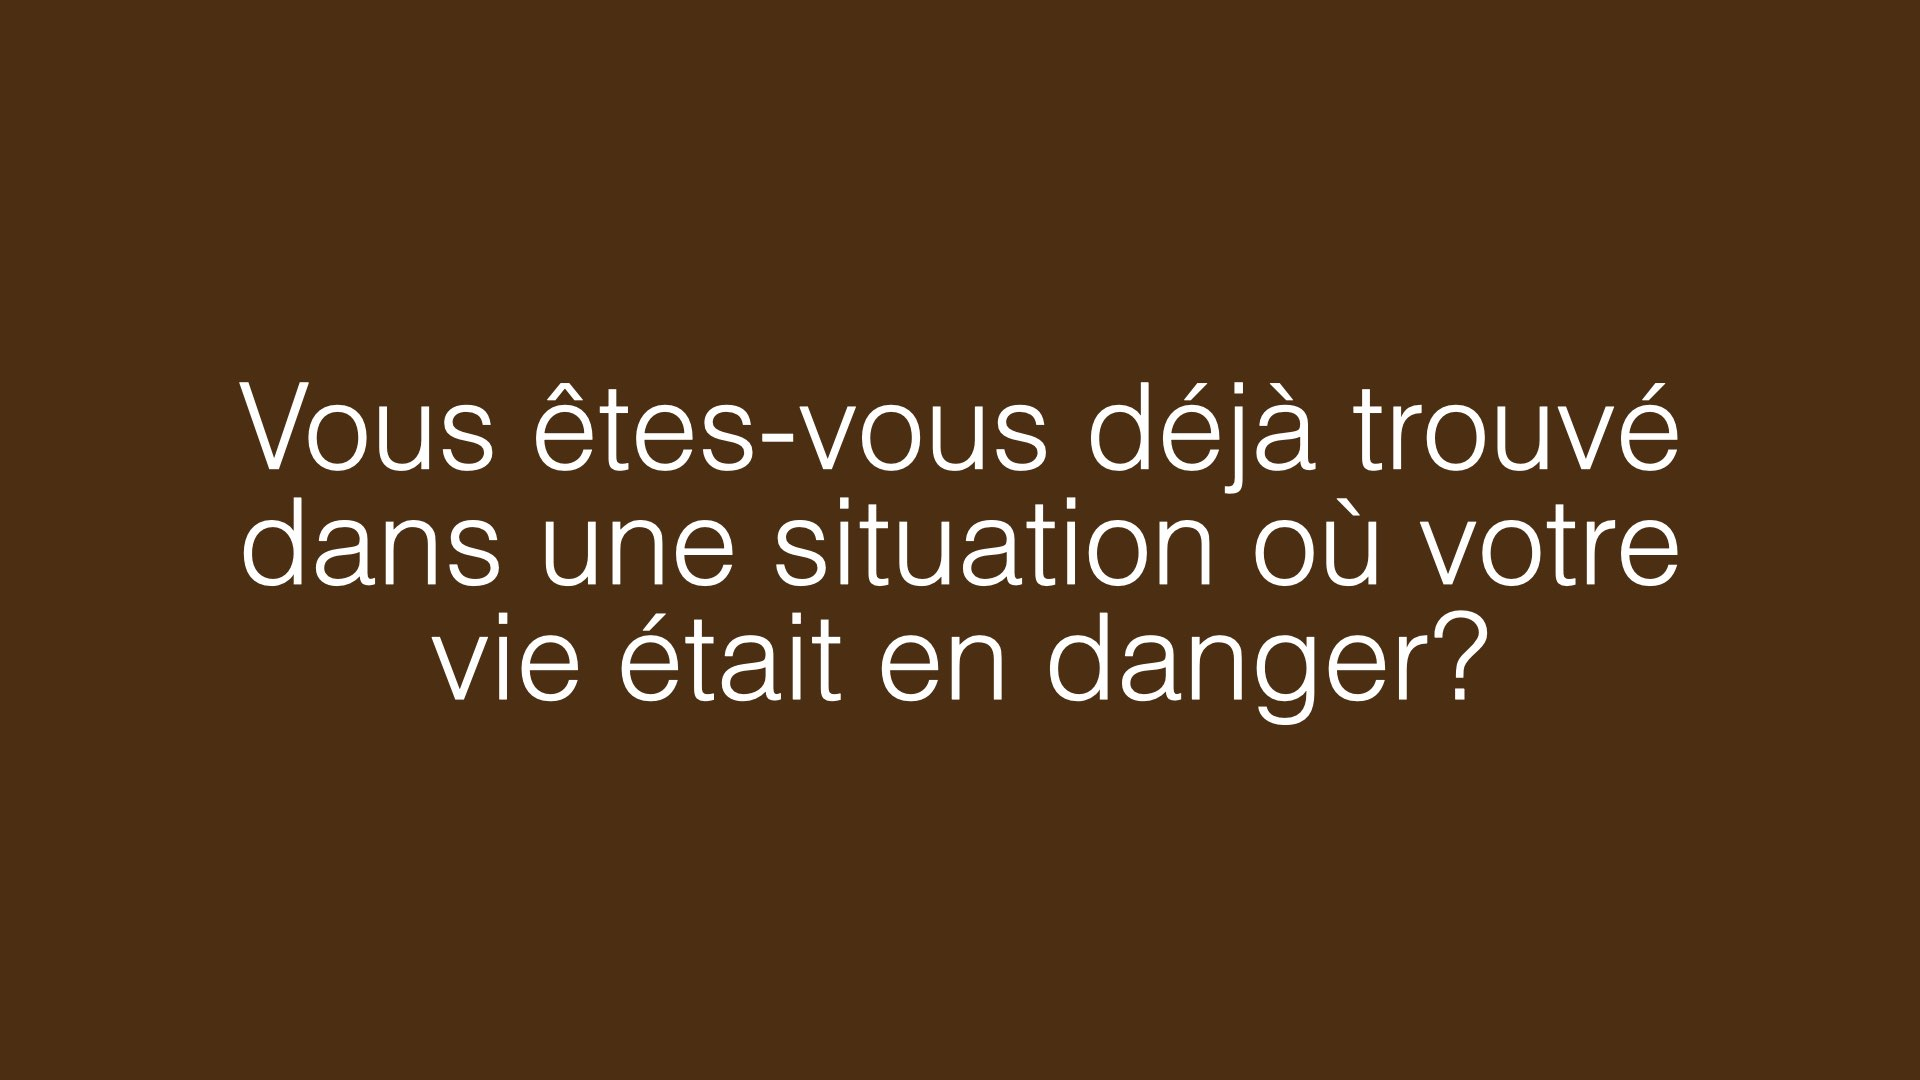 Vous êtes-vous déjà trouvé
dans une situation où votre
vie était en danger?